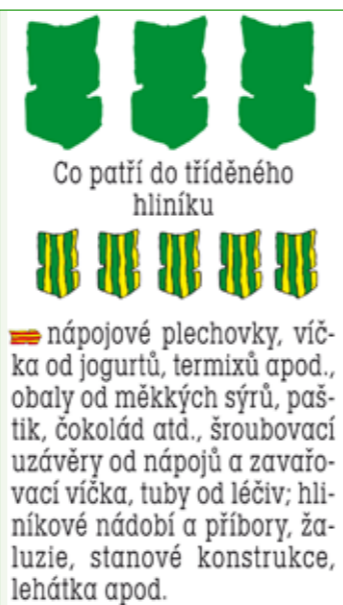 Co patří do tříděného
hliníku
nápojové plechovky, víč-
ka od jogurtů, termixů apod.,
obaly od měkkých sýrů, paš-
tik, čokolád atd., šroubovací
uzávěry od nápojů a zavařo-
vací víčka, tuby od léčiv; hli-
níkové nádobí a příbory, ža-
luzie, stanové konstrukce,
lehátka apod.